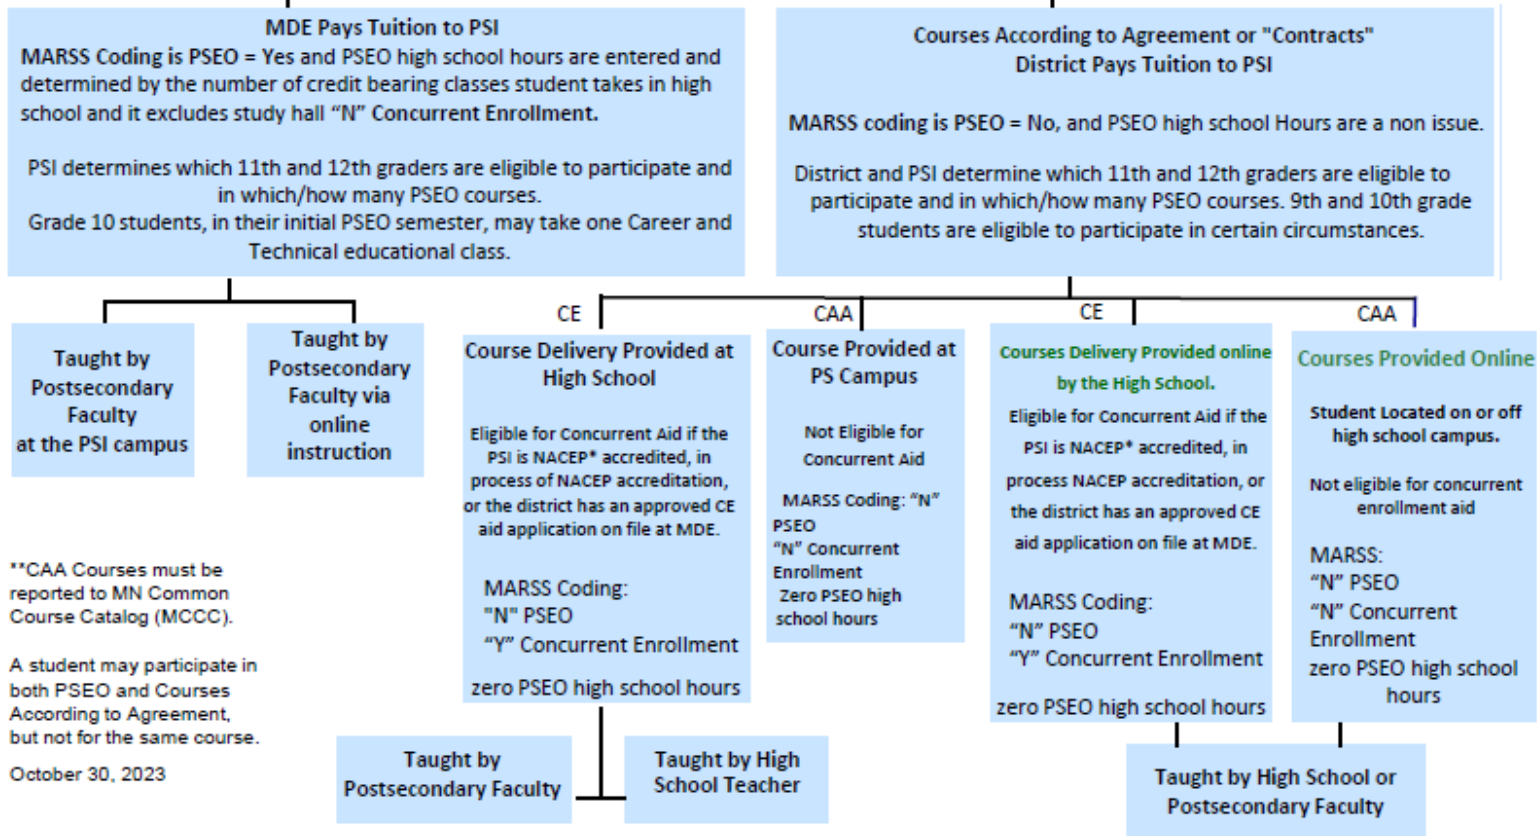 MDE Pays Tuition to PSI
MARSS Coding is PSEO = Yes and PSEO high school hours are entered and
determined by the number of credit bearing classes student takes in high
school and it excludes study hall “N” Concurrent Enrollment.
PSI determines which 11th and 12th graders are eligible to participate and
in which/how many PSEO courses.
Grade 10 students, in their initial PSEO semester, may take one Career and
Technical educational class.
Courses According to Agreement or "Contracts"
District Pays Tuition to PSI
MARSS coding is PSEO = No, and PSEO high school Hours are a non issue.
District and PSI determine which 11th and 12th graders are eligible to
participate and in which/how many PSEO courses. 9th and 10th grade
students are eligible to participate in certain circumstances.
Taught by
Postsecondary
Faculty
at the PSI campus
Taught by
Postsecondary
Faculty via
online
instruction
CE
Course Delivery Provided at
High School
Eligible for Concurrent Aid if the
PSI is NACEP* accredited, in
process of NACEP accreditation,
or the district has an approved CE
aid application on file at MDE.
MARSS Coding:
"N" PSEO
“Y” Concurrent Enrollment
zero PSEO high school hours
CAA
Course Provided at
PS Campus
Not Eligible for
Concurrent Aid
MARSS Coding: “N”
PSEO
“N” Concurrent
Enrollment
Zero PSEO high
school hours
CE
Courses Delivery Provided online
by the High School.
Eligible for Concurrent Aid if the
PSI is NACEP* accredited, in
process NACEP accreditation, or
the district has an approved CE
aid application on file at MDE.
MARSS Coding:
“N” PSEO
“Y” Concurrent Enrollment
zero PSEO high school hours
CAA
Courses Provided Online
Student Located on or off
high school campus.
Not eligible for concurrent
enrollment aid
MARSS:
“N” PSEO
“N” Concurrent
Enrollment
zero PSEO high school
hours
**CAA Courses must be
reported to MN Common
Course Catalog (MCCC).
A student may participate in
both PSEO and Courses
According to Agreement,
but not for the same course.
October 30, 2023
Taught by
Postsecondary Faculty
Taught by High
School Teacher
Taught by High School or
Postsecondary Faculty